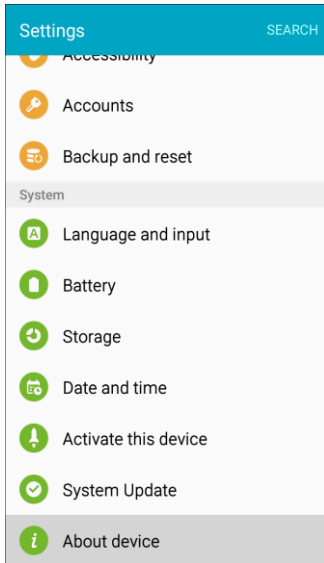 Settings
SEARCH
Accessibility
Accounts
Backup and reset
System
Language and input
Battery
Storage
Date and time
Activate this device
System Update
About device